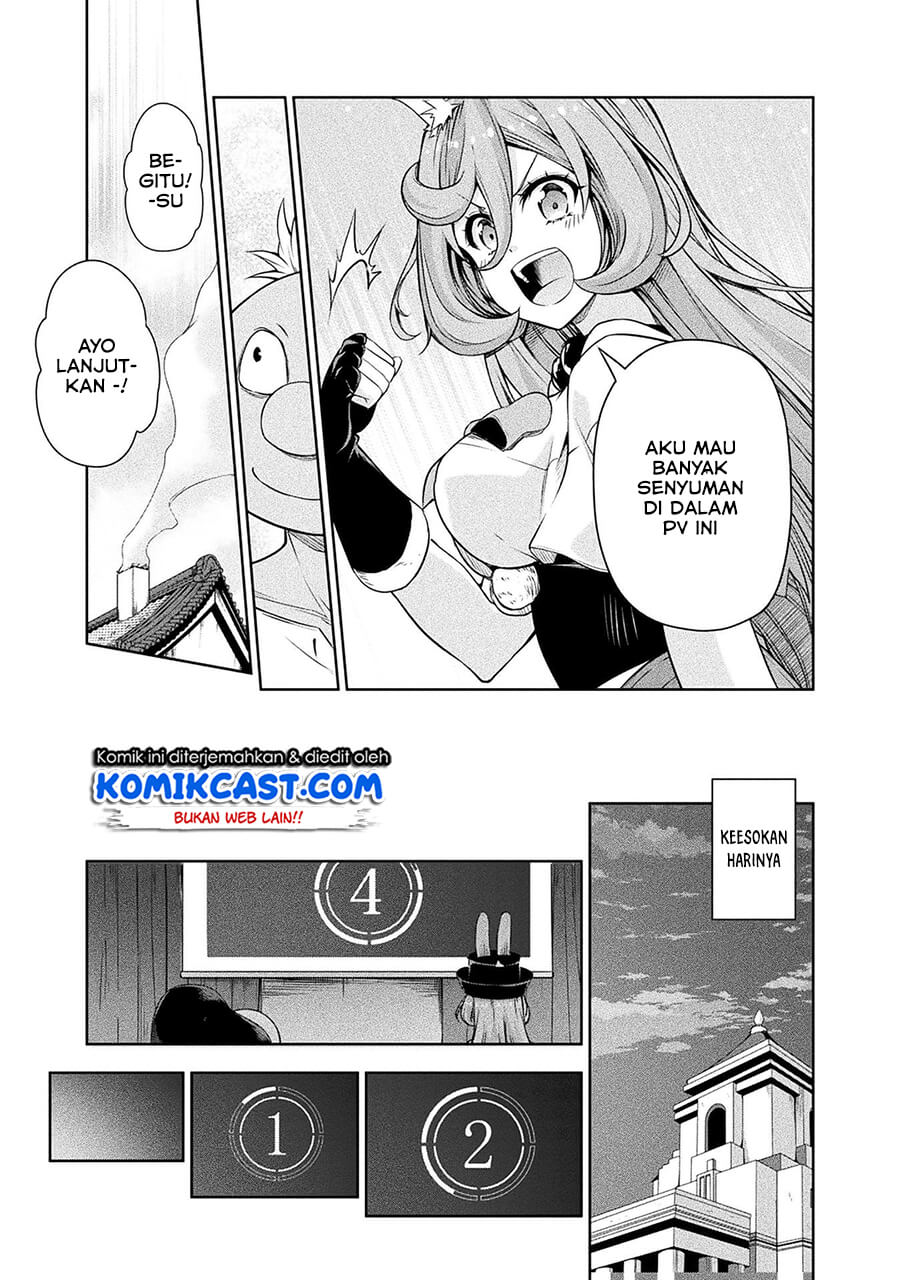 AKU MAU
BANYAK
SENYUMAN
DI DALAM
PV INI
BE-
GITU!
-SU
AYO
LANJUT-
KAN -!
Komik ini diterjemahkan & diedit oleh
KOMIKCAST.COM
BUKAN WEB LAIN!!
KEESOKAN
HARINYA
4
2
1